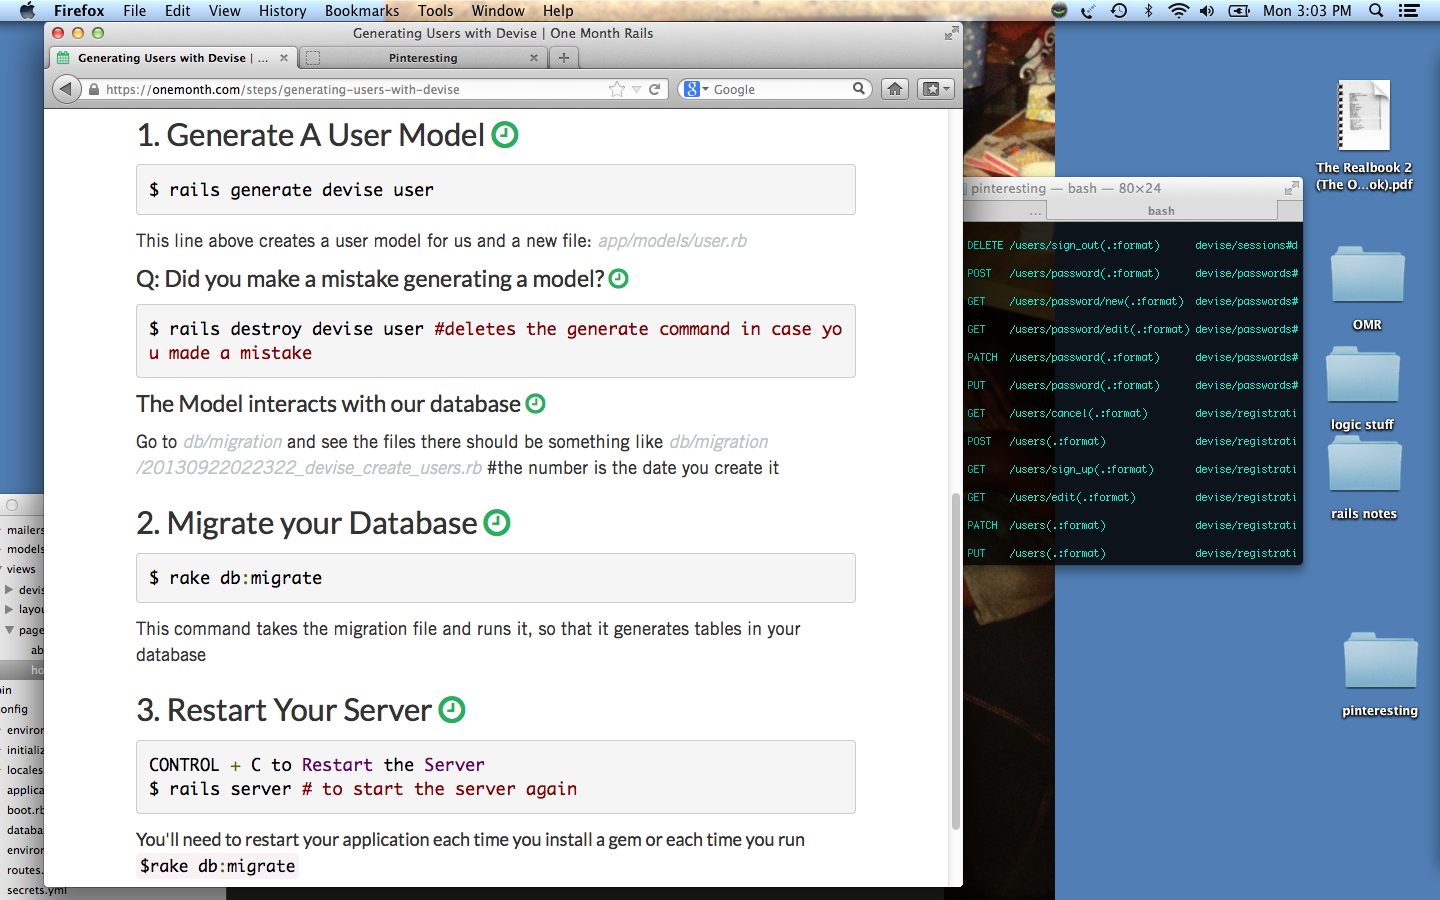 Firefox File Edit View History Bookmarks Tools Window Help Mon 3:03 PM
Generating Users with Devise | One Month Rails
Generating Users with Devise | ... Pinteresting
https://onemonth.com/steps/generating-users-with-devise Google
1. Generate A User Model
$ rails generate devise user
This line above creates a user model for us and a new file: app/models/user.rb
Q: Did you make a mistake generating a model?
$ rails destroy devise user #deletes the generate command in case yo
u made a mistake
The Model interacts with our database
Go to db/migration and see the files there should be something like db/migration
/20130922022322_devise_create_users.rb #the number is the date you create it
2. Migrate your Database
$ rake db:migrate
This command takes the migration file and runs it, so that it generates tables in your
database
3. Restart Your Server
CONTROL + C to Restart the Server
$ rails server # to start the server again
You'll need to restart your application each time you install a gem or each time you run
$rake db:migrate
pinteresting — bash — 80×24
... bash
DELETE /users/sign_out(.:format) devise/sessions#d
POST /users/password(.:format) devise/passwords#
GET /users/password/new(.:format) devise/passwords#
GET /users/password/edit(.:format) devise/passwords#
PATCH /users/password(.:format) devise/passwords#
PUT /users/password(.:format) devise/passwords#
GET /users/cancel(.:format) devise/registrati
POST /users(.:format) devise/registrati
GET /users/sign_up(.:format) devise/registrati
GET /users/edit(.:format) devise/registrati
PATCH /users(.:format) devise/registrati
PUT /users(.:format) devise/registrati
The Realbook 2
(The O...ok).pdf
OMR
logic stuff
rails notes
pinteresting
mailers
models
views
devis
layou
page
ab
ho
in
onfig
enviror
initializ
locales
applica
boot.rb
databa
enviror
routes.
secrets.yml